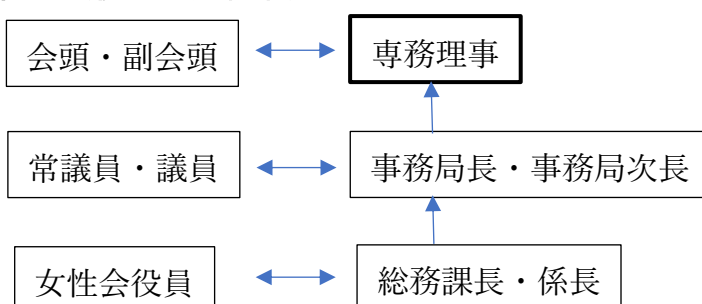 会頭・副会頭
専務理事
常議員・議員
事務局長・事務局次長
女性会役員
総務課長・係長